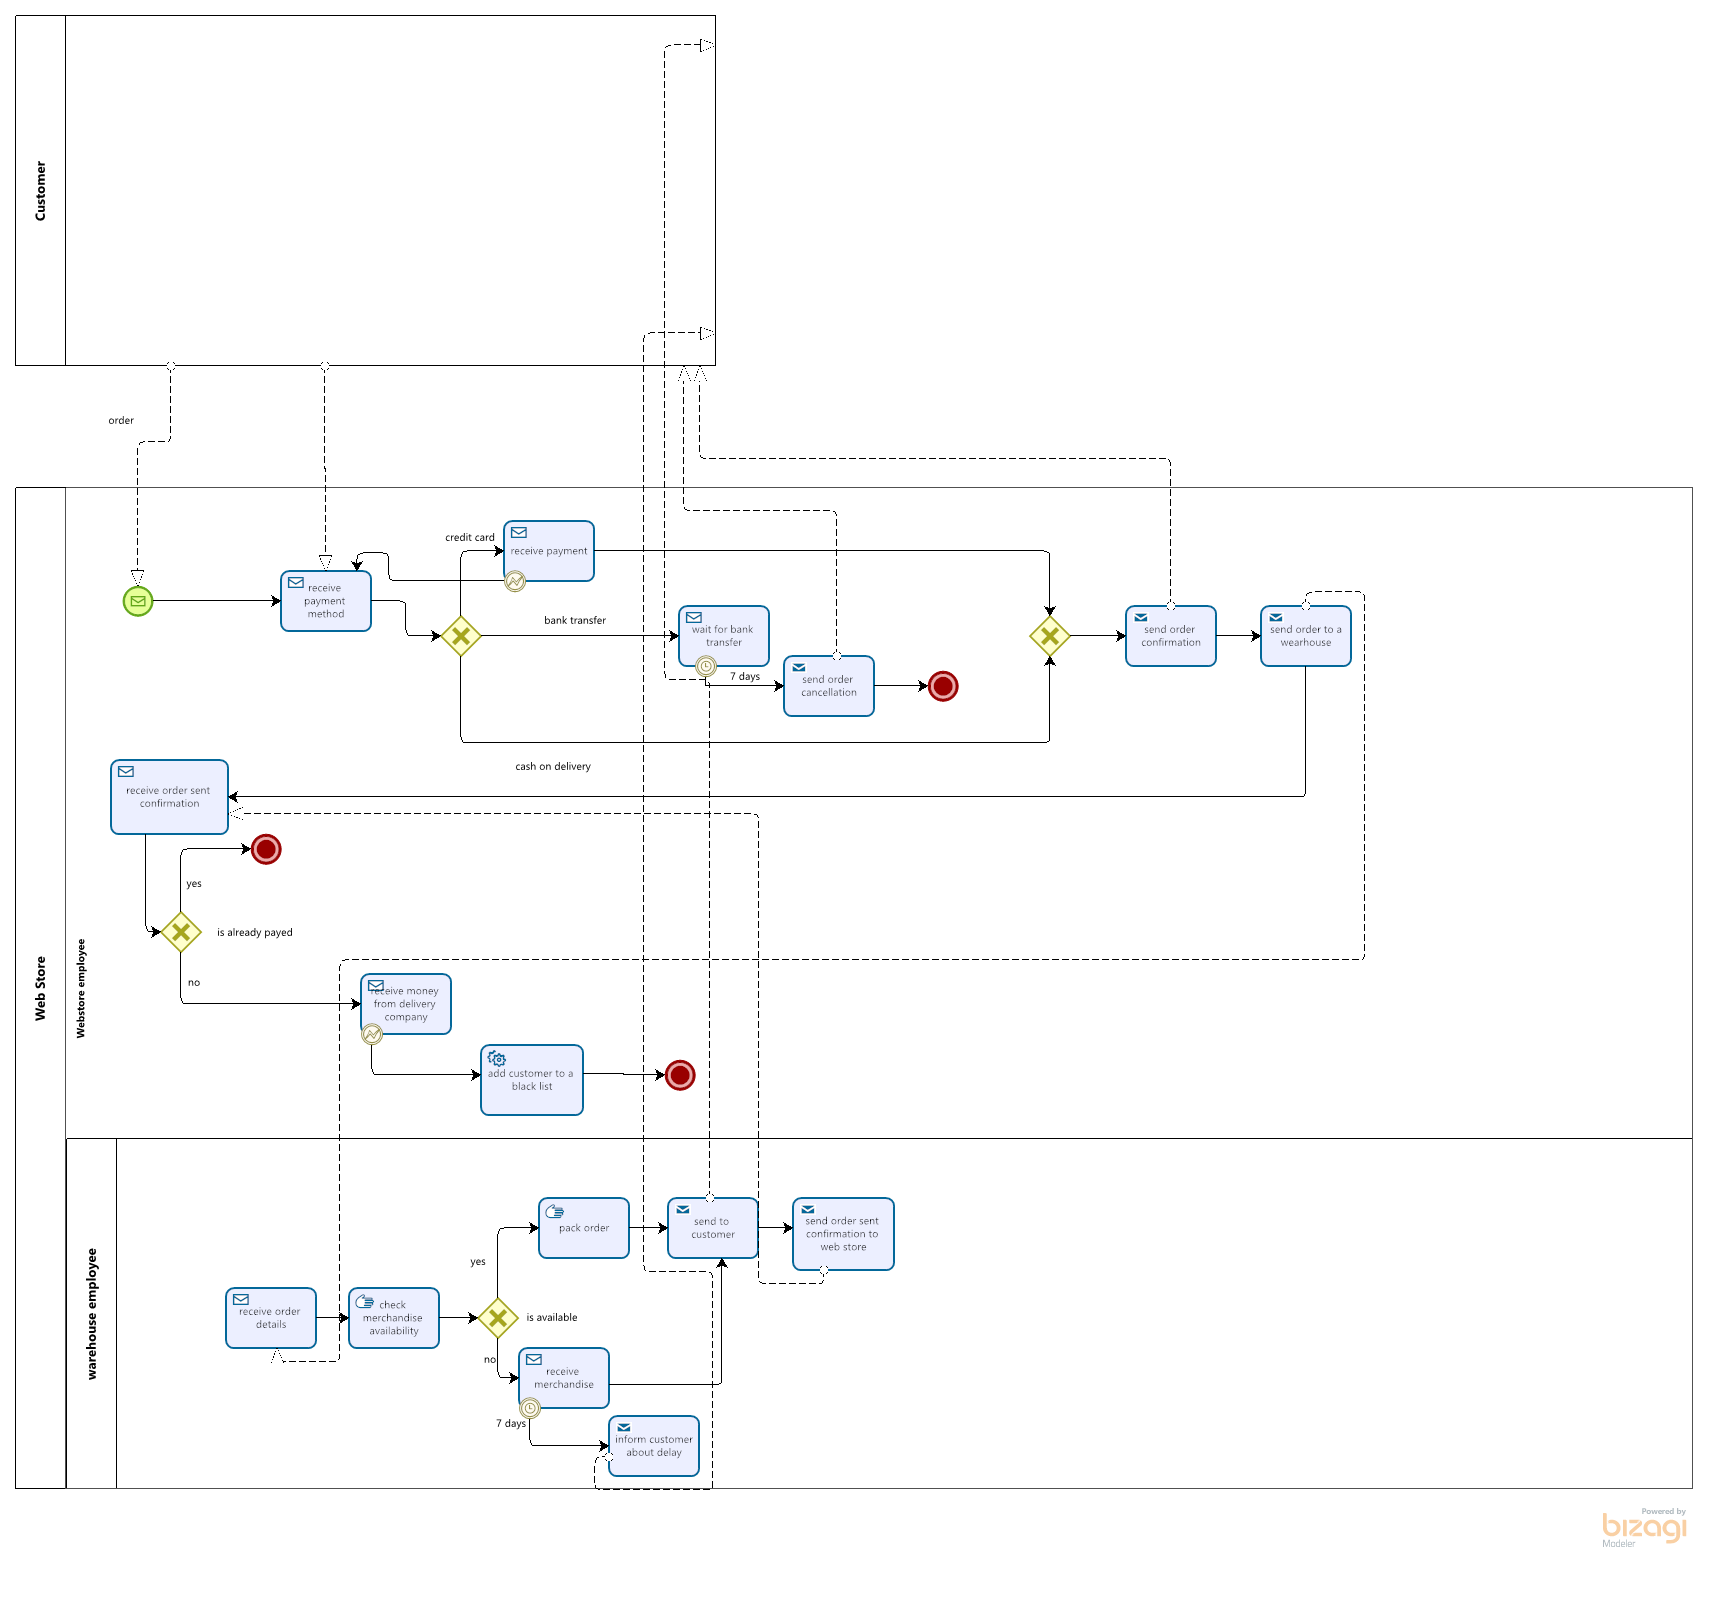 Customer
order
Web Store
Webstore employee
credit card
receive payment
receive
payment
method
bank transfer
wait for bank
transfer
7 days
send order
cancellation
send order
confirmation
send order to a
wearhouse
cash on delivery
receive order sent
confirmation
yes
is already payed
no
receive money
from delivery
company
add customer to a
black list
warehouse employee
pack order
send to
customer
send order sent
confirmation to
web store
yes
receive order
details
check
merchandise
availability
is available
no
receive
merchandise
7 days
inform customer
about delay
Powered by
bizagi
Modeler